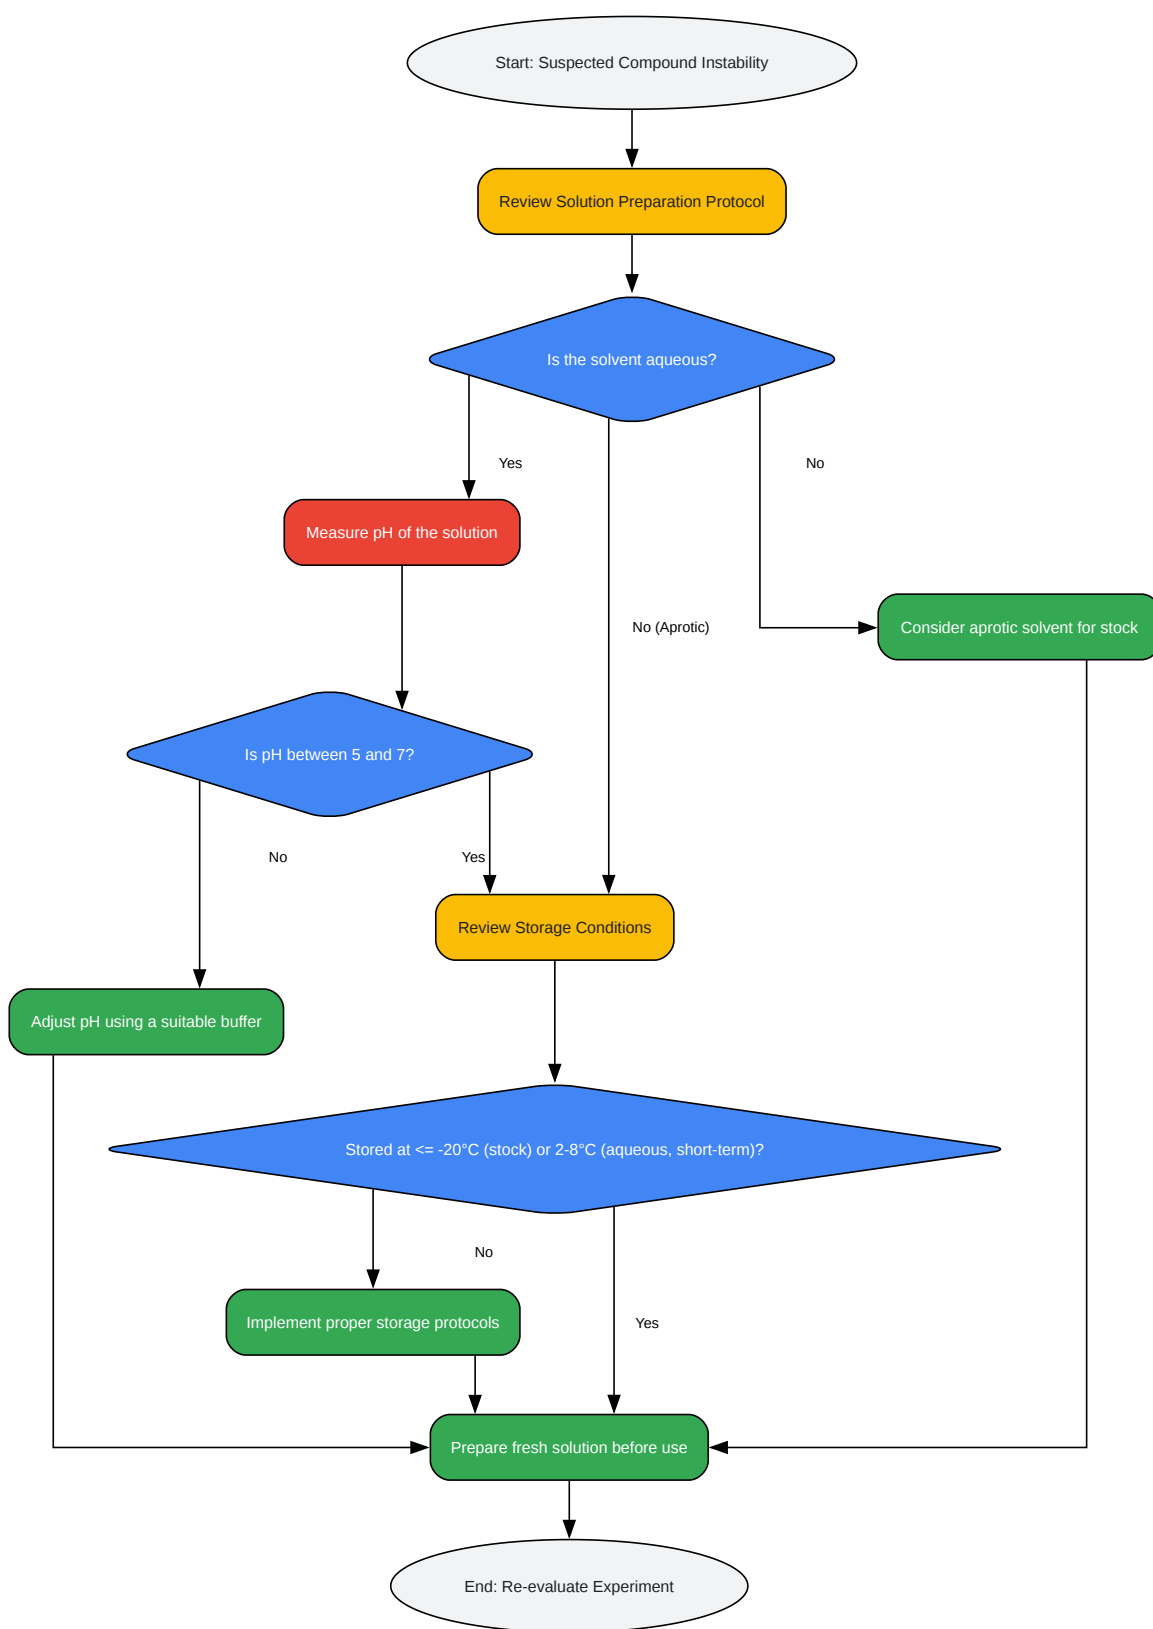 Start: Suspected Compound Instability
Review Solution Preparation Protocol
Is the solvent aqueous?
Yes
No
Measure pH of the solution
No (Aprotic)
Consider aprotic solvent for stock
Is pH between 5 and 7?
No
Yes
Review Storage Conditions
Adjust pH using a suitable buffer
Stored at <= -20°C (stock) or 2-8°C (aqueous, short-term)?
No
Implement proper storage protocols
Yes
Prepare fresh solution before use
End: Re-evaluate Experiment